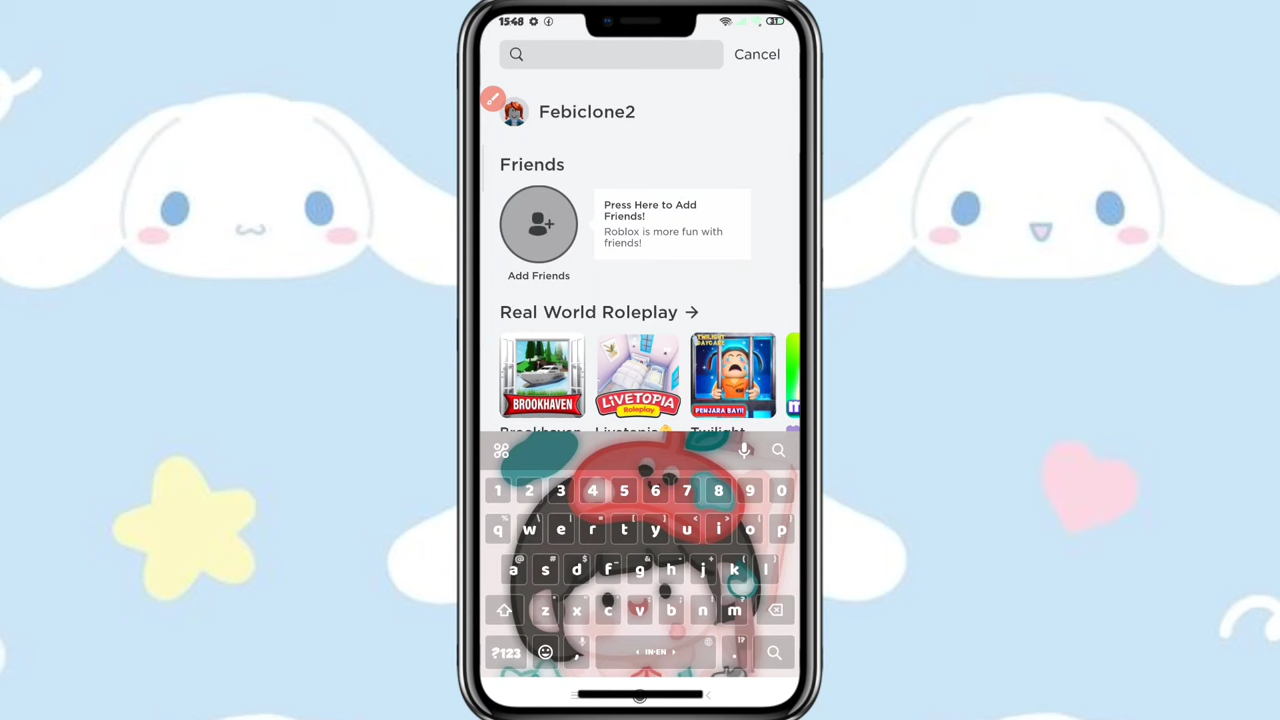 15:48
Cancel
Febiclone2
Friends
Press Here to Add
Friends!
Roblox is more fun with
friends!
Add Friends
Real World Roleplay →
BROOKHAVEN
LIVETOPIA
Roleplay
TWILIGHT
DAYCARE
PENJARA BAYI!
Brookhaven
Livetopia
Twilight
1 2 3 4 5 6 7 8 9 0
q w e r t y u i o p
a s d f g h j k l
z x c v b n m
?123 , IN·EN .